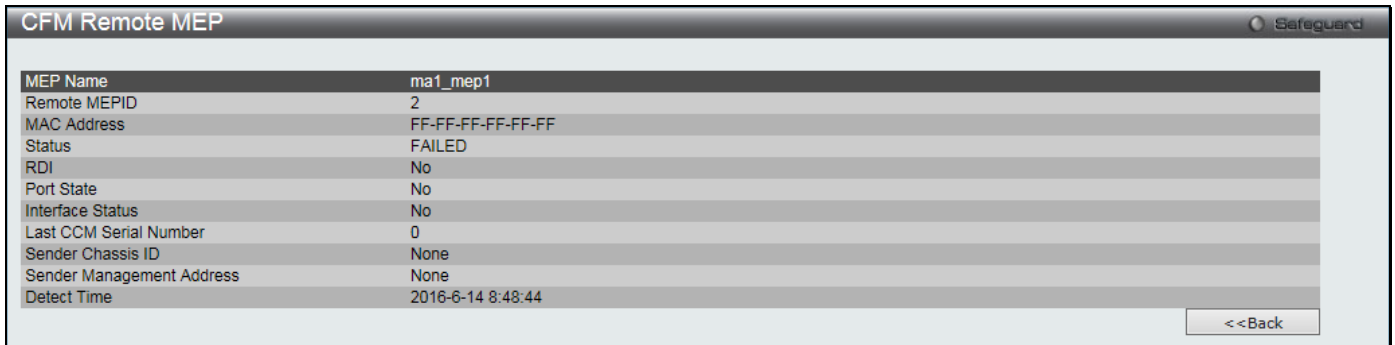 CFM Remote MEP
Safeguard
MEP Name ma1_mep1
Remote MEPID 2
MAC Address FF-FF-FF-FF-FF-FF
Status FAILED
RDI No
Port State No
Interface Status No
Last CCM Serial Number 0
Sender Chassis ID None
Sender Management Address None
Detect Time 2016-6-14 8:48:44
<<Back